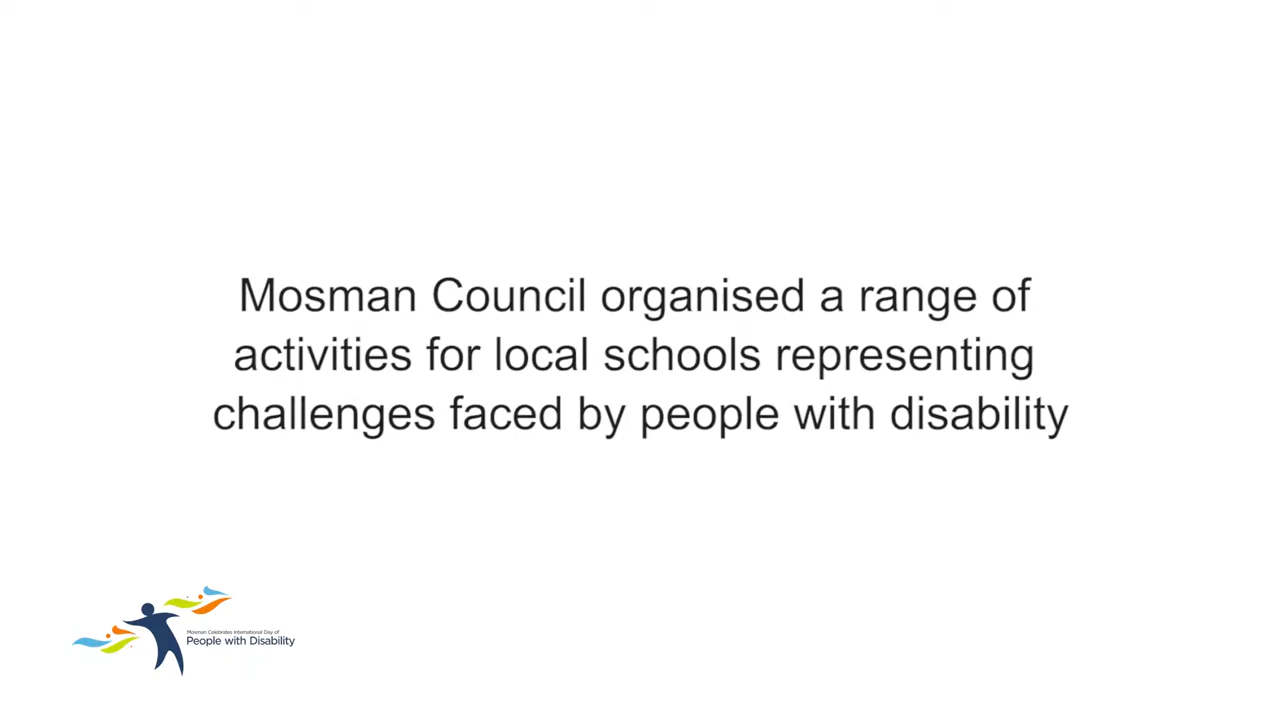 Mosman Council organised a range of
activities for local schools representing
challenges faced by people with disability
Mosman Celebrates International Day of
People with Disability